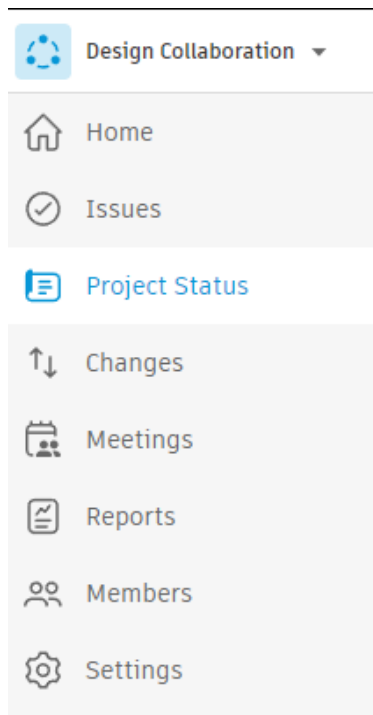 Design Collaboration
Home
Issues
Project Status
Changes
Meetings
Reports
Members
Settings